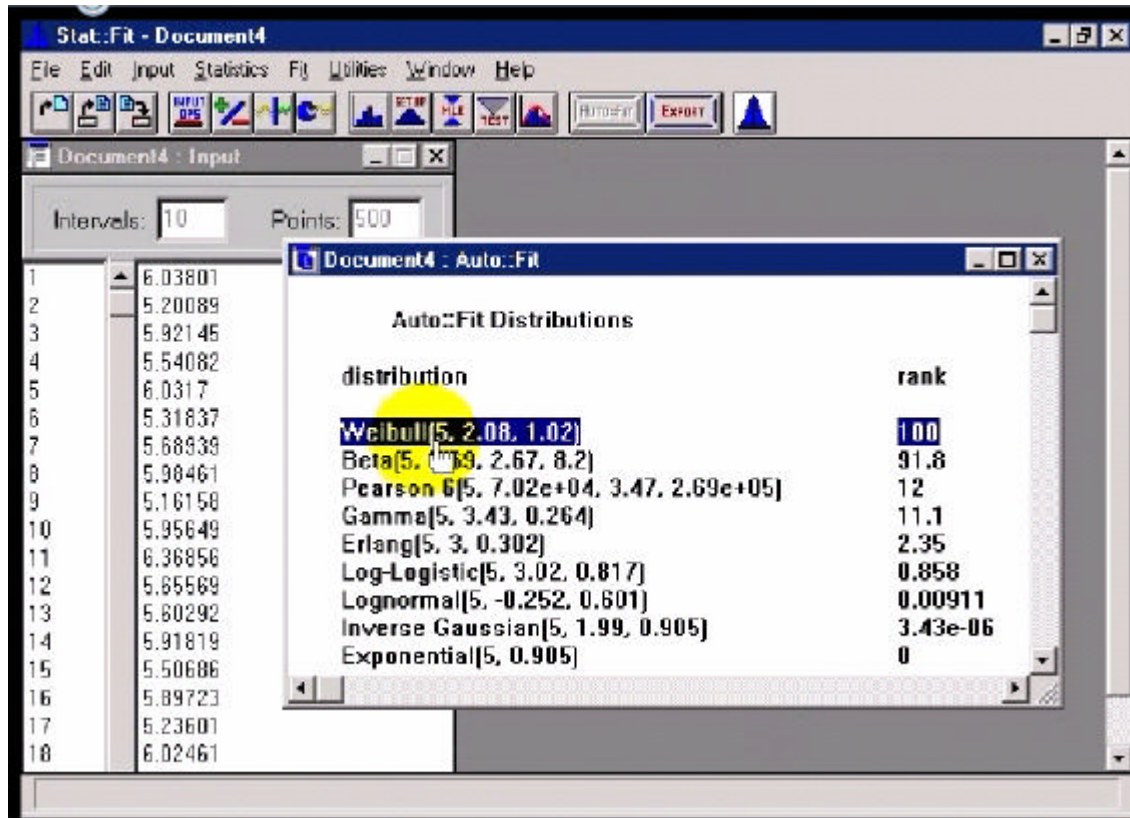 Stat::Fit - Document4
File Edit Input Statistics Fit Utilities Window Help
INPUT OPS SETUP MLE TEST AUTO::FIT EXPORT
Document4 : Input
Intervals: 10 Points: 500
1 6.03801
2 5.20089
3 5.92145
4 5.54082
5 6.0317
6 5.31837
7 5.68939
8 5.98461
9 5.16158
10 5.95649
11 6.36856
12 5.65569
13 5.60292
14 5.91819
15 5.50686
16 5.89723
17 5.23601
18 6.02461
Document4 : Auto::Fit
Auto::Fit Distributions
distribution rank
Weibull(5, 2.08, 1.02) 100
Beta(5, 2.67, 8.2) 91.8
Pearson 6(5, 7.02e+04, 3.47, 2.69e+05) 12
Gamma(5, 3.43, 0.264) 11.1
Erlang(5, 3, 0.302) 2.35
Log-Logistic(5, 3.02, 0.817) 0.858
Lognormal(5, -0.252, 0.601) 0.00911
Inverse Gaussian(5, 1.99, 0.905) 3.43e-06
Exponential(5, 0.905) 0